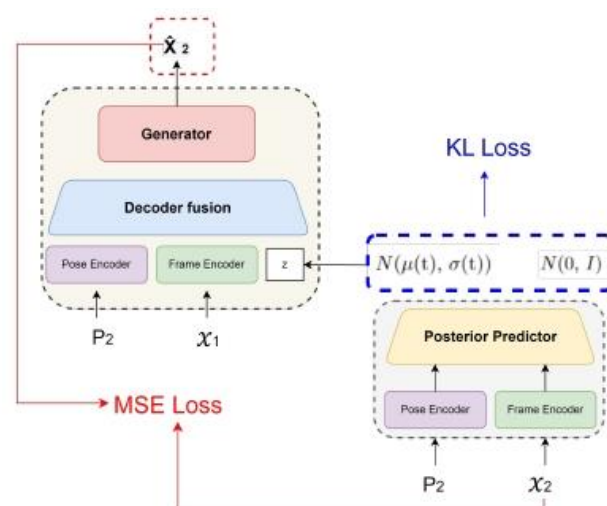 X̂ 2
Generator
Decoder fusion
Pose Encoder
Frame Encoder
z
P2
x1
MSE Loss
KL Loss
N(μ(t), σ(t))
N(0, I)
Posterior Predictor
Pose Encoder
Frame Encoder
P2
x2